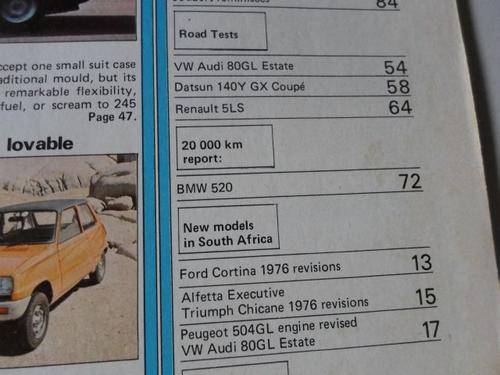 84
Road Tests
VW Audi 80GL Estate 54
Datsun 140Y GX Coupé 58
Renault 5LS 64
20 000 km
report:
BMW 520 72
New models
in South Africa
Ford Cortina 1976 revisions 13
Alfetta Executive
Triumph Chicane 1976 revisions 15
Peugeot 504GL engine revised
VW Audi 80GL Estate 17
ccept one small suit case
aditional mould, but its
remarkable flexibility,
fuel, or scream to 245
Page 47.
lovable